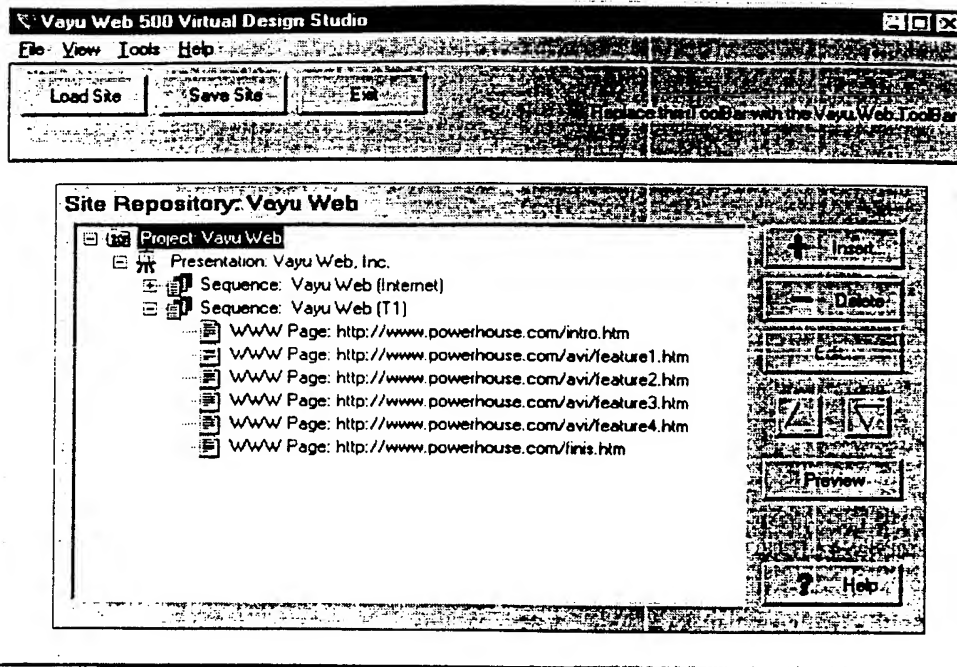 Vayu Web 500 Virtual Design Studio
File View Tools Help
Load Site Save Site Exit
Replace then ToolBar with the Vayu Web ToolBar
Site Repository: Vayu Web
Project: Vayu Web
Presentation: Vayu Web, Inc.
Sequence: Vayu Web (Internet)
Sequence: Vayu Web (T1)
WWW Page: http://www.powerhouse.com/intro.htm
WWW Page: http://www.powerhouse.com/avi/feature1.htm
WWW Page: http://www.powerhouse.com/avi/feature2.htm
WWW Page: http://www.powerhouse.com/avi/feature3.htm
WWW Page: http://www.powerhouse.com/avi/feature4.htm
WWW Page: http://www.powerhouse.com/finis.htm
Insert
Delete
Edit...
Preview
? Help